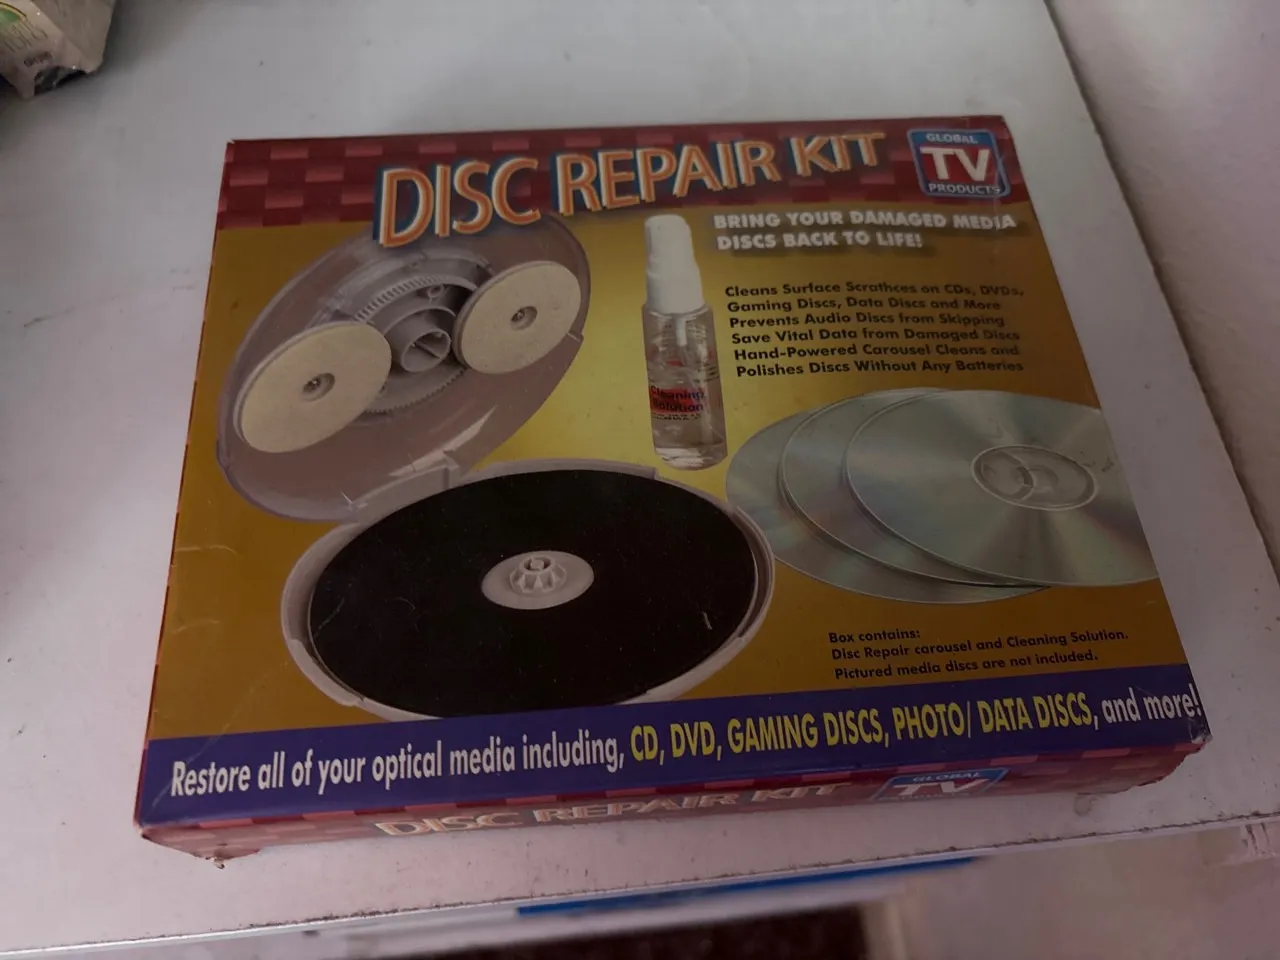 DISC REPAIR KIT
GLOBAL
TV
PRODUCTS
BRING YOUR DAMAGED MEDIA
DISCS BACK TO LIFE!
Cleans Surface Scrathces on CDs, DVDs,
Gaming Discs, Data Discs and More
Prevents Audio Discs from Skipping
Save Vital Data from Damaged Discs
Hand-Powered Carousel Cleans and
Polishes Discs Without Any Batteries
Cleaning
Solution
Box contains:
Disc Repair carousel and Cleaning Solution.
Pictured media discs are not included.
Restore all of your optical media including, CD, DVD, GAMING DISCS, PHOTO/ DATA DISCS, and more!
DISC REPAIR KIT
GLOBAL
TV